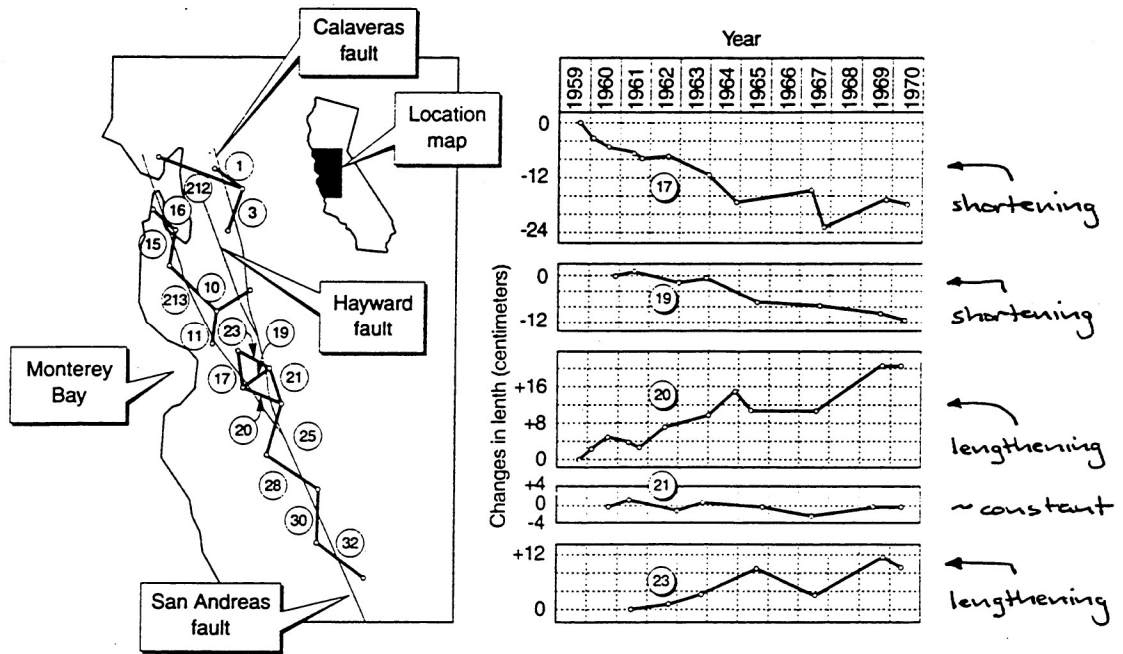 Calaveras
fault
Location
map
1
212
3
16
15
10
213
Hayward
fault
11
23
19
Monterey
Bay
17
21
20
25
28
30
32
San Andreas
fault
Year
1959
1960
1961
1962
1963
1964
1965
1966
1967
1968
1969
1970
Changes in lenth (centimeters)
0
-12
-24
17
shortening
0
-12
19
shortening
+16
+8
0
20
lengthening
+4
0
-4
21
~ constant
+12
0
23
lengthening